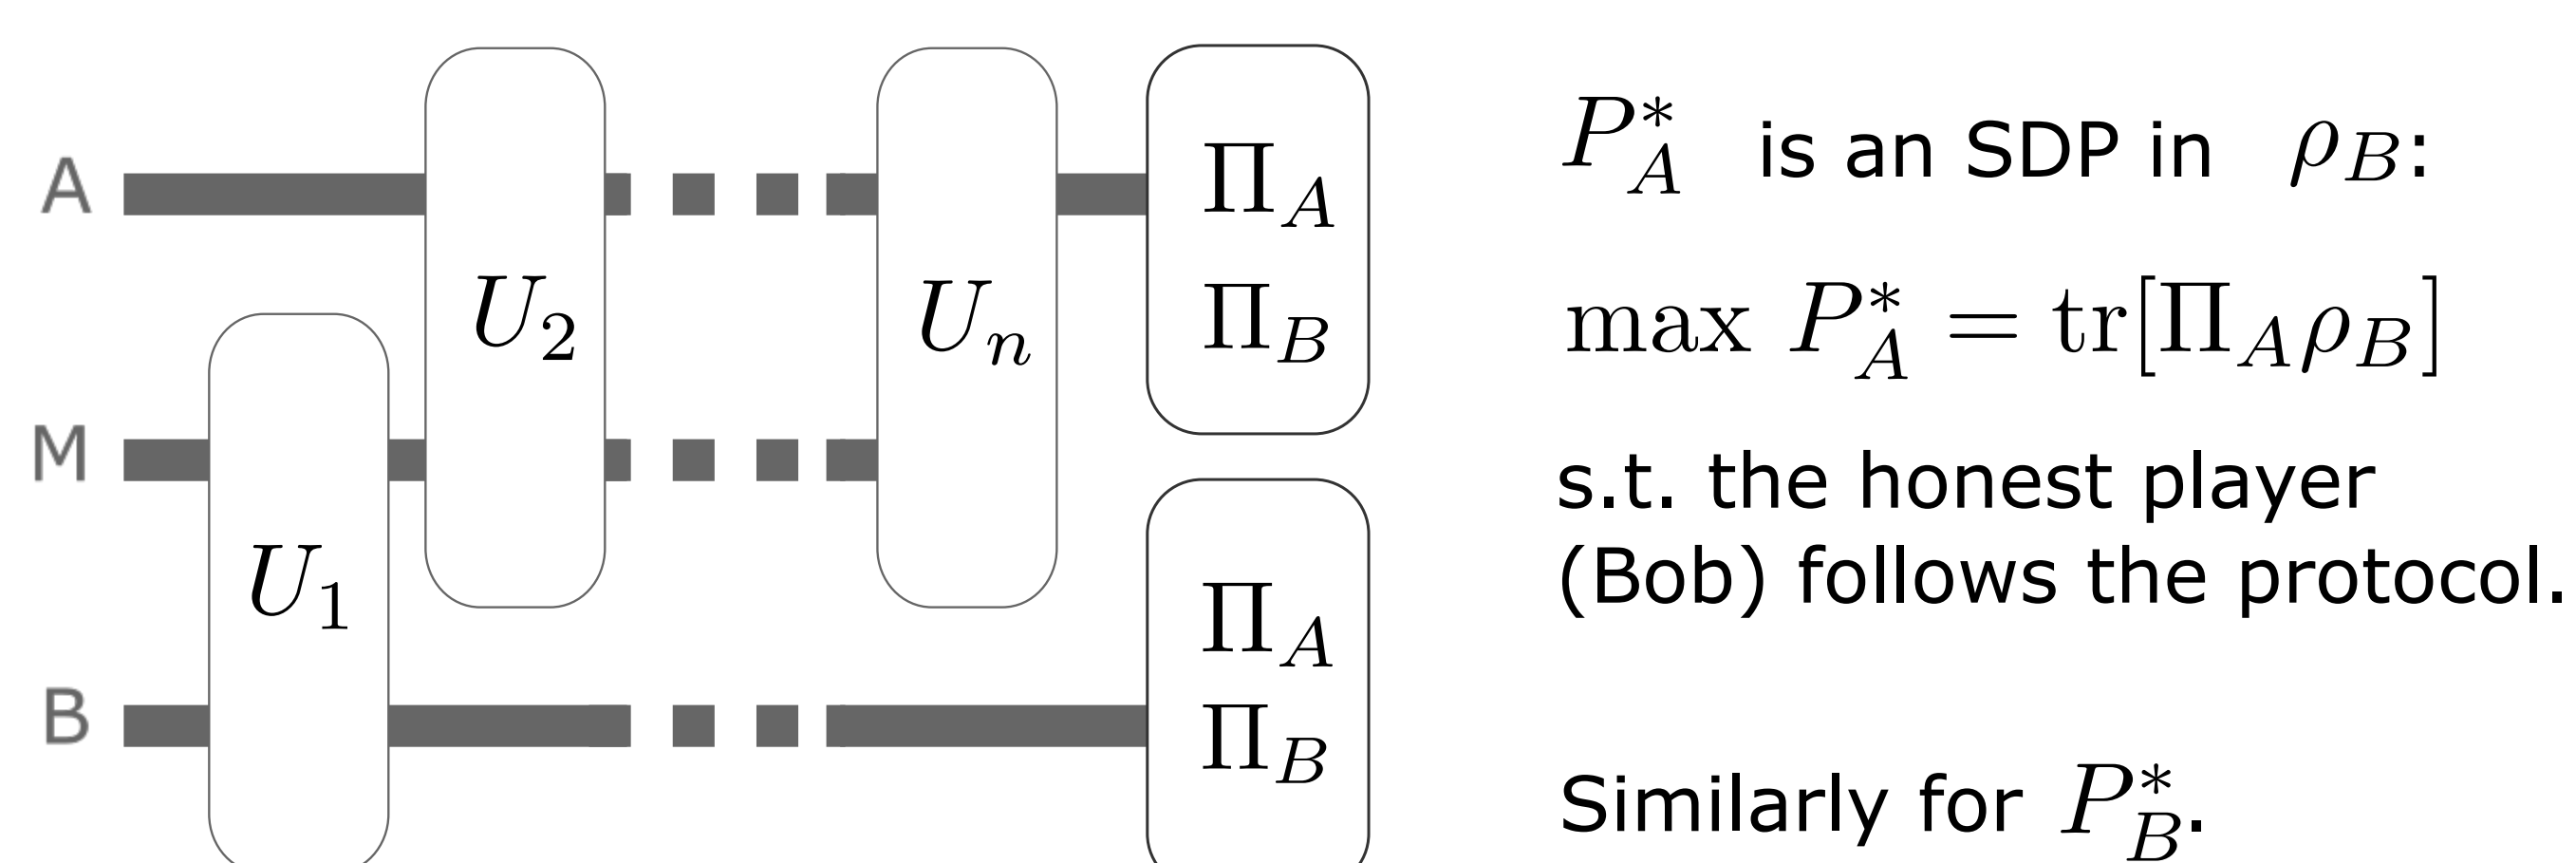 A
M
B
U_1
U_2
U_n
Π_A
Π_B
Π_A
Π_B
P*_A is an SDP in ρ_B:
max P*_A = tr[Π_A ρ_B]
s.t. the honest player
(Bob) follows the protocol.
Similarly for P*_B.